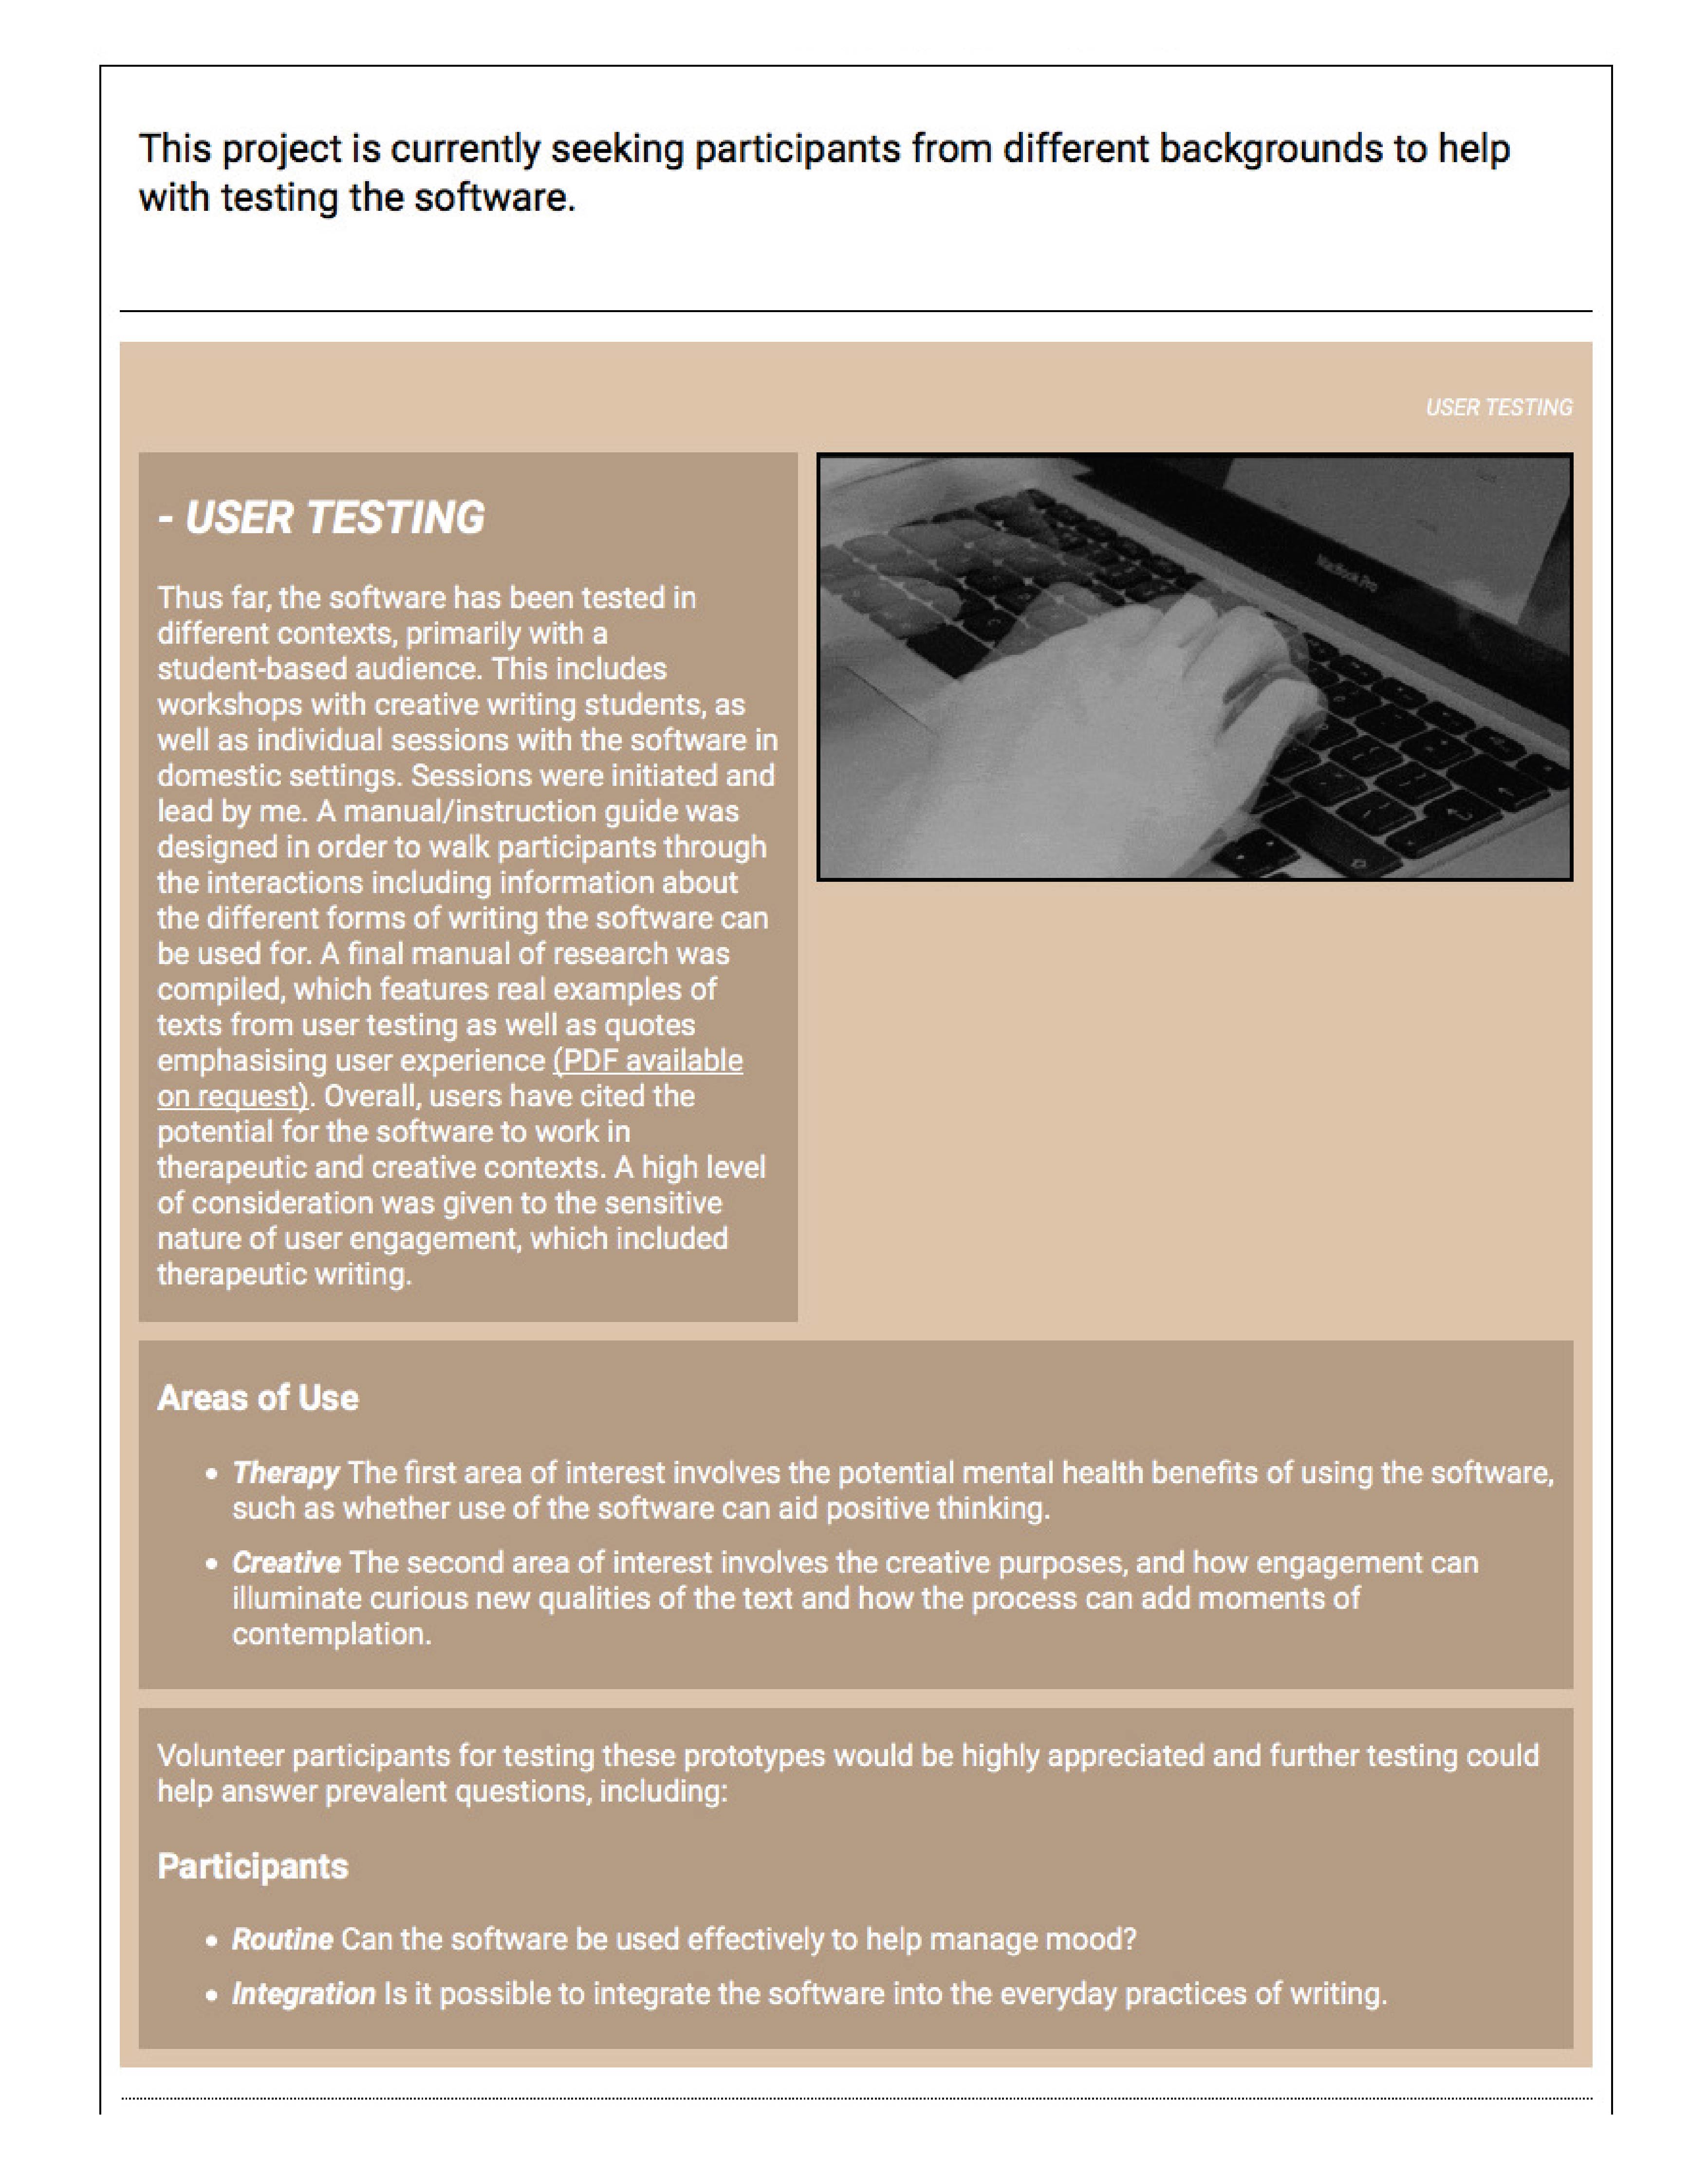 This project is currently seeking participants from different backgrounds to help
with testing the software.
USER TESTING
- USER TESTING
Thus far, the software has been tested in
different contexts, primarily with a
student-based audience. This includes
workshops with creative writing students, as
well as individual sessions with the software in
domestic settings. Sessions were initiated and
lead by me. A manual/instruction guide was
designed in order to walk participants through
the interactions including information about
the different forms of writing the software can
be used for. A final manual of research was
compiled, which features real examples of
texts from user testing as well as quotes
emphasising user experience (PDF available
on request). Overall, users have cited the
potential for the software to work in
therapeutic and creative contexts. A high level
of consideration was given to the sensitive
nature of user engagement, which included
therapeutic writing.
MacBook Pro
Areas of Use
• Therapy The first area of interest involves the potential mental health benefits of using the software,
such as whether use of the software can aid positive thinking.
• Creative The second area of interest involves the creative purposes, and how engagement can
illuminate curious new qualities of the text and how the process can add moments of
contemplation.
Volunteer participants for testing these prototypes would be highly appreciated and further testing could
help answer prevalent questions, including:
Participants
• Routine Can the software be used effectively to help manage mood?
• Integration Is it possible to integrate the software into the everyday practices of writing.